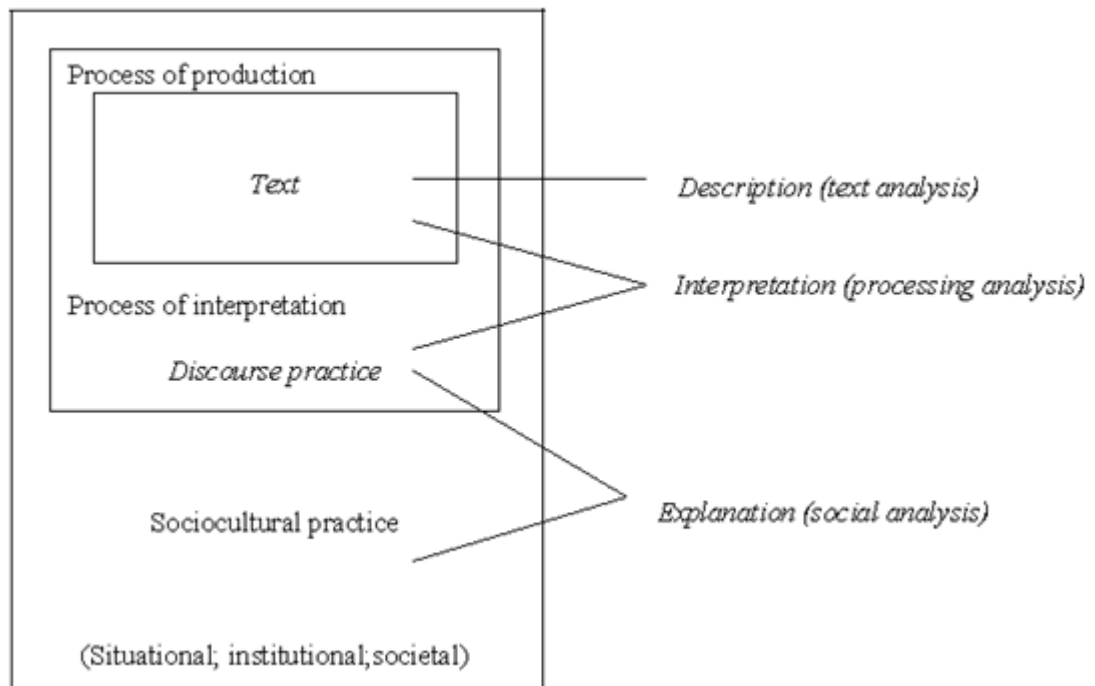 Process of production
Text
Description (text analysis)
Interpretation (processing analysis)
Process of interpretation
Discourse practice
Sociocultural practice
Explanation (social analysis)
(Situational; institutional;societal)